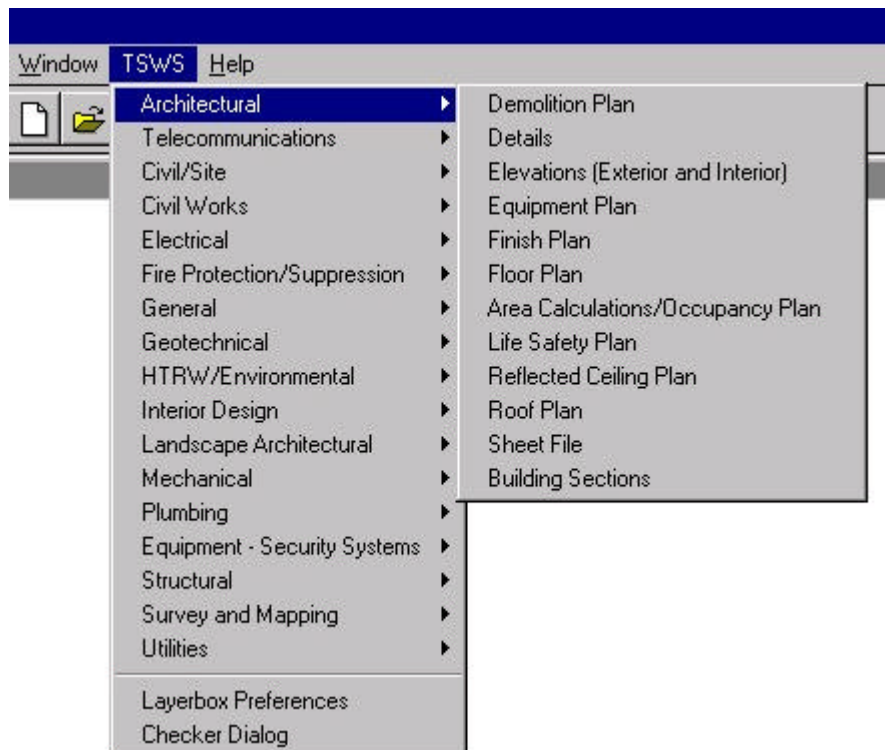 Window TSWS Help
Architectural
Telecommunications
Civil/Site
Civil Works
Electrical
Fire Protection/Suppression
General
Geotechnical
HTRW/Environmental
Interior Design
Landscape Architectural
Mechanical
Plumbing
Equipment - Security Systems
Structural
Survey and Mapping
Utilities
Layerbox Preferences
Checker Dialog
Demolition Plan
Details
Elevations (Exterior and Interior)
Equipment Plan
Finish Plan
Floor Plan
Area Calculations/Occupancy Plan
Life Safety Plan
Reflected Ceiling Plan
Roof Plan
Sheet File
Building Sections